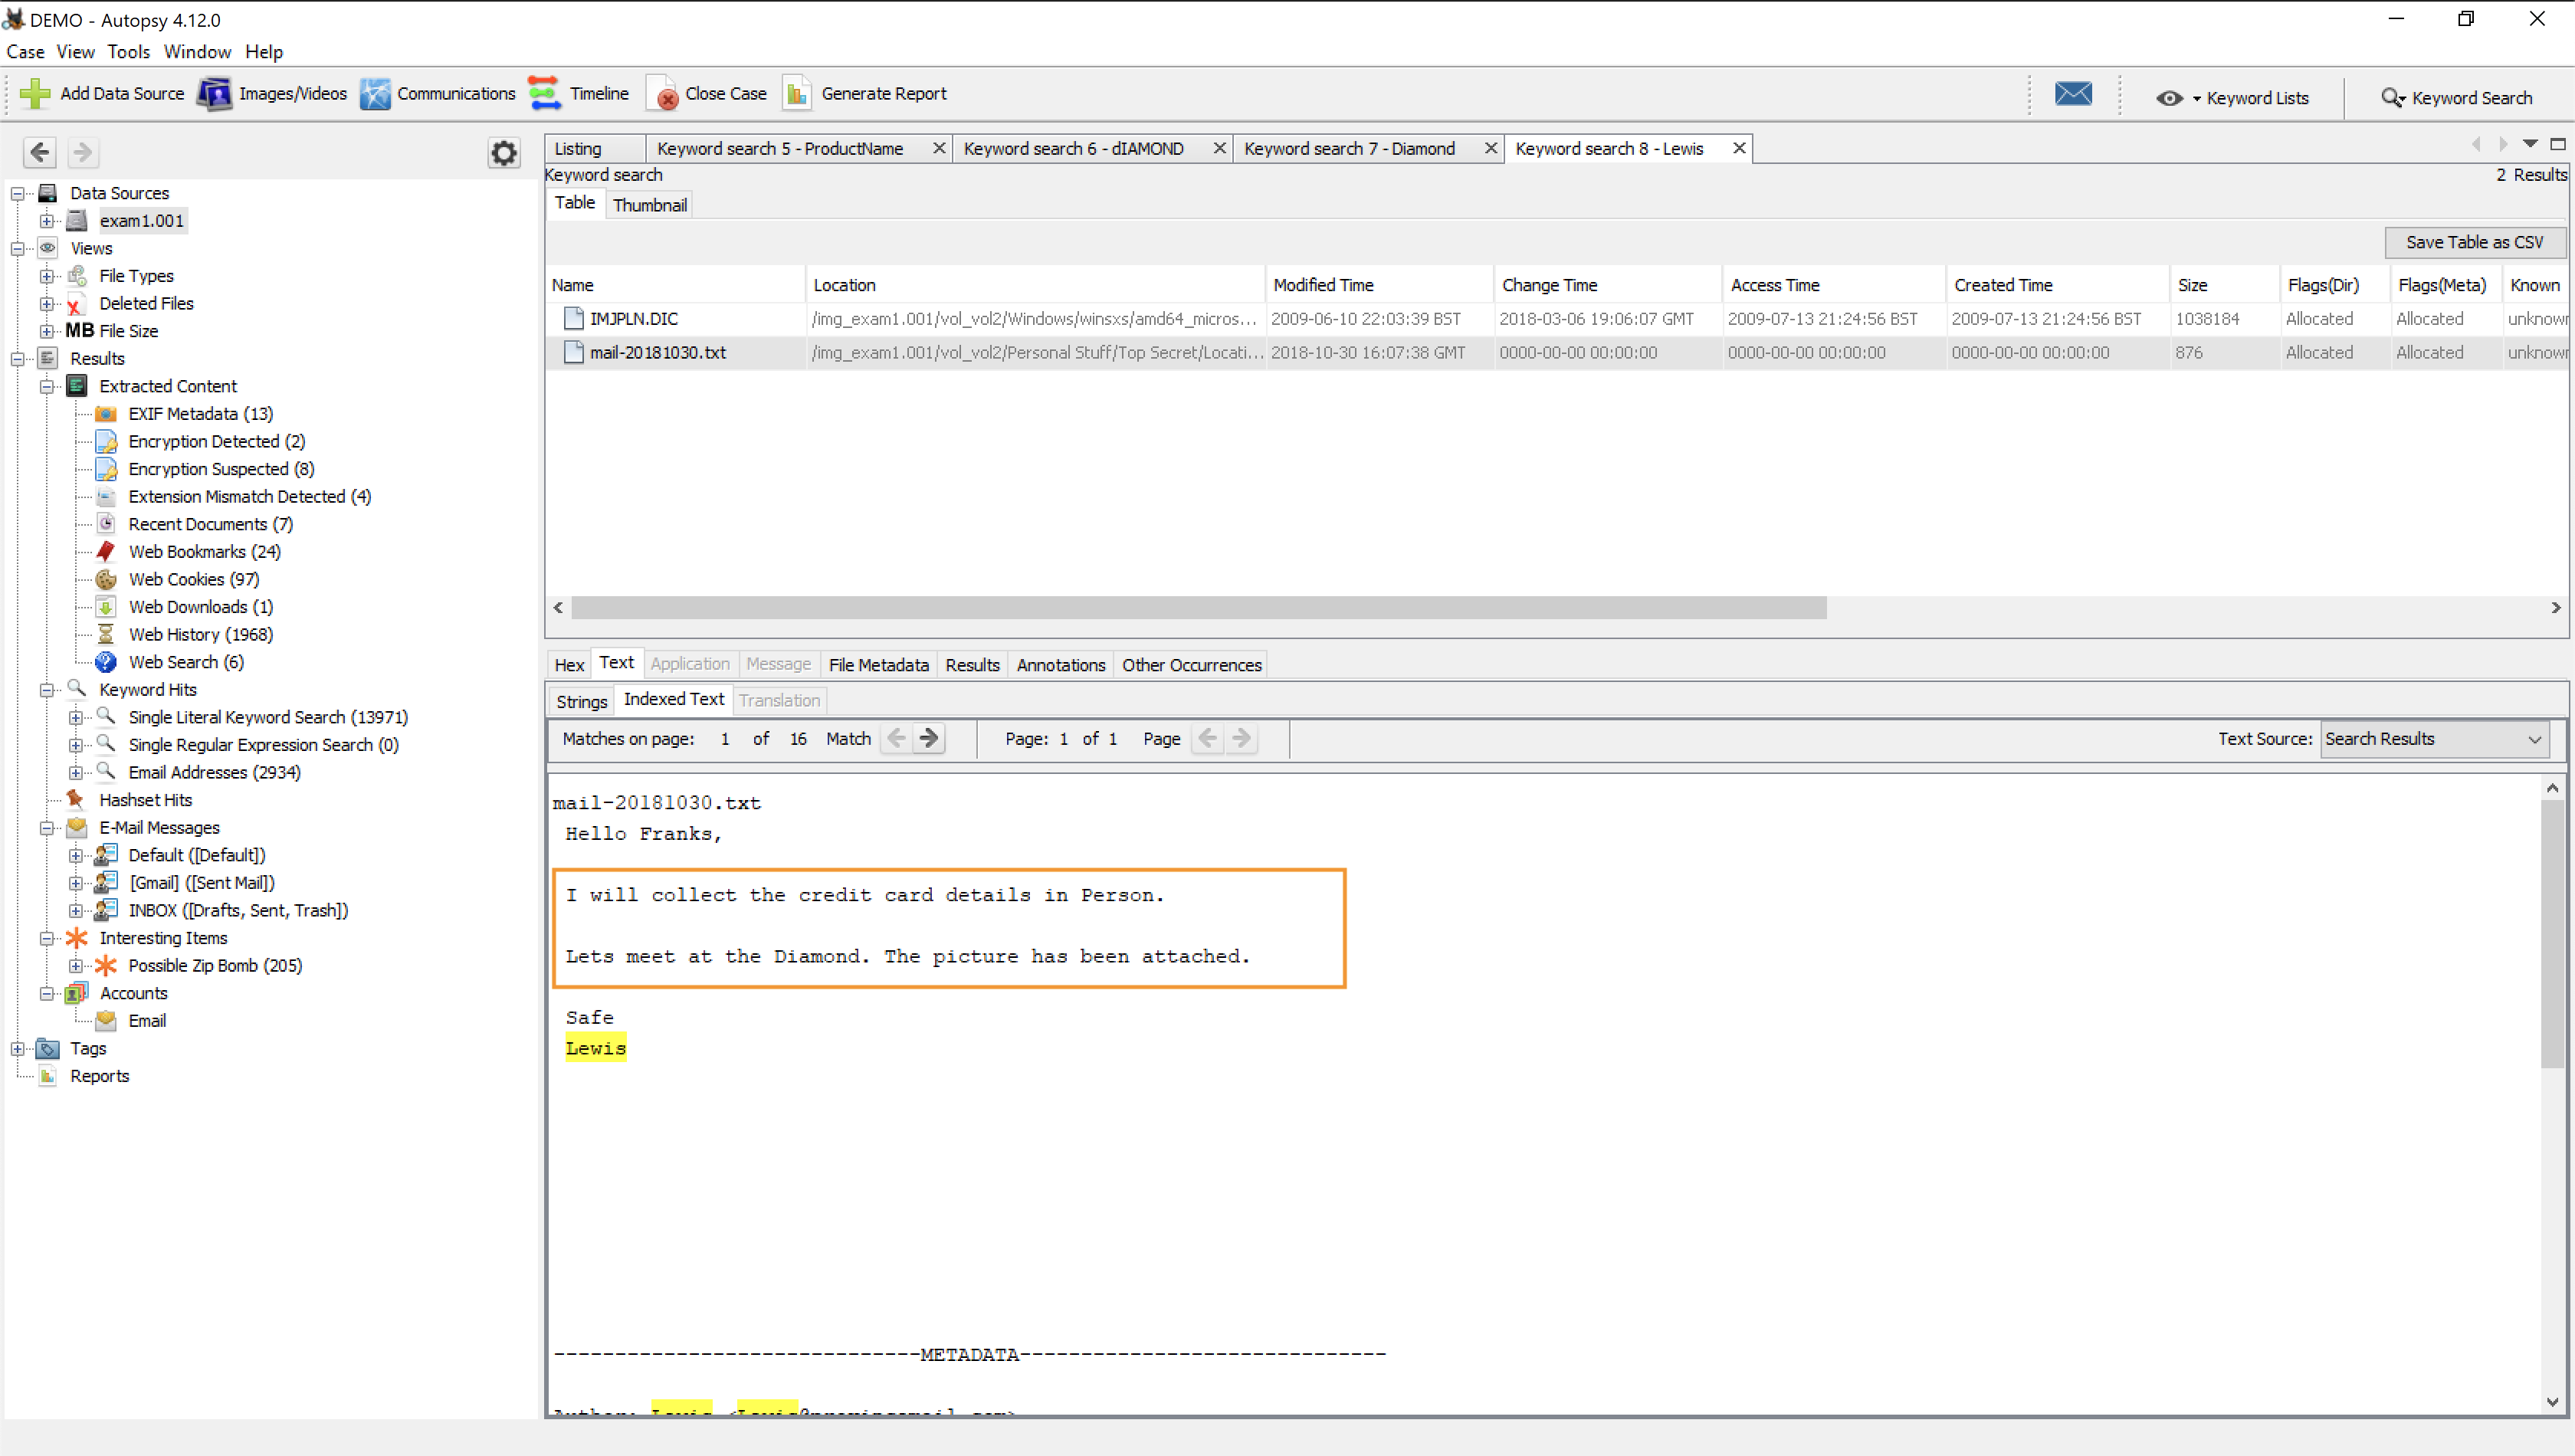 DEMO - Autopsy 4.12.0
Case View Tools Window Help
Add Data Source Images/Videos Communications Timeline Close Case Generate Report Keyword Lists Keyword Search
Data Sources
exam1.001
Views
File Types
Deleted Files
MB File Size
Results
Extracted Content
EXIF Metadata (13)
Encryption Detected (2)
Encryption Suspected (8)
Extension Mismatch Detected (4)
Recent Documents (7)
Web Bookmarks (24)
Web Cookies (97)
Web Downloads (1)
Web History (1968)
Web Search (6)
Keyword Hits
Single Literal Keyword Search (13971)
Single Regular Expression Search (0)
Email Addresses (2934)
Hashset Hits
E-Mail Messages
Default ([Default])
[Gmail] ([Sent Mail])
INBOX ([Drafts, Sent, Trash])
Interesting Items
Possible Zip Bomb (205)
Accounts
Email
Tags
Reports
Listing Keyword search 5 - ProductName Keyword search 6 - dIAMOND Keyword search 7 - Diamond Keyword search 8 - Lewis
Keyword search 2 Results
Table Thumbnail
Save Table as CSV
Name Location Modified Time Change Time Access Time Created Time Size Flags(Dir) Flags(Meta) Known
IMJPLN.DIC /img_exam1.001/vol_vol2/Windows/winsxs/amd64_micros... 2009-06-10 22:03:39 BST 2018-03-06 19:06:07 GMT 2009-07-13 21:24:56 BST 2009-07-13 21:24:56 BST 1038184 Allocated Allocated unknown
mail-20181030.txt /img_exam1.001/vol_vol2/Personal Stuff/Top Secret/Locati... 2018-10-30 16:07:38 GMT 0000-00-00 00:00:00 0000-00-00 00:00:00 0000-00-00 00:00:00 876 Allocated Allocated unknown
Hex Text Application Message File Metadata Results Annotations Other Occurrences
Strings Indexed Text Translation
Matches on page: 1 of 16 Match Page: 1 of 1 Page Text Source: Search Results
mail-20181030.txt
Hello Franks,
I will collect the credit card details in Person.
Lets meet at the Diamond. The picture has been attached.
Safe
Lewis
------------------------------METADATA------------------------------